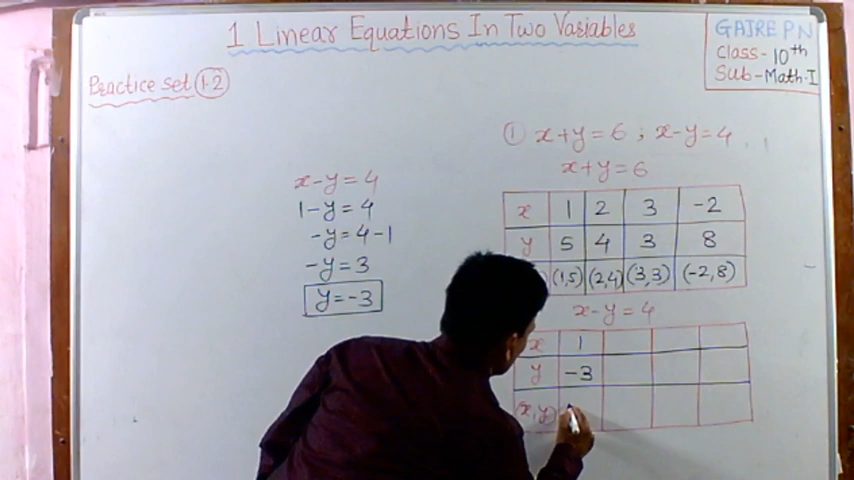 1 Linear Equations In Two Variables
GAIRE PN
Class-10th
Sub-Math-I
Practice set 1.2
① x+y=6 ; x-y=4
x+y=6
x 1 2 3 -2
y 5 4 3 8
(1,5) (2,4) (3,3) (-2,8)
x-y=4
1-y=4
-y=4-1
-y=3
y=-3
x-y=4
x 1
y -3
(x,y)